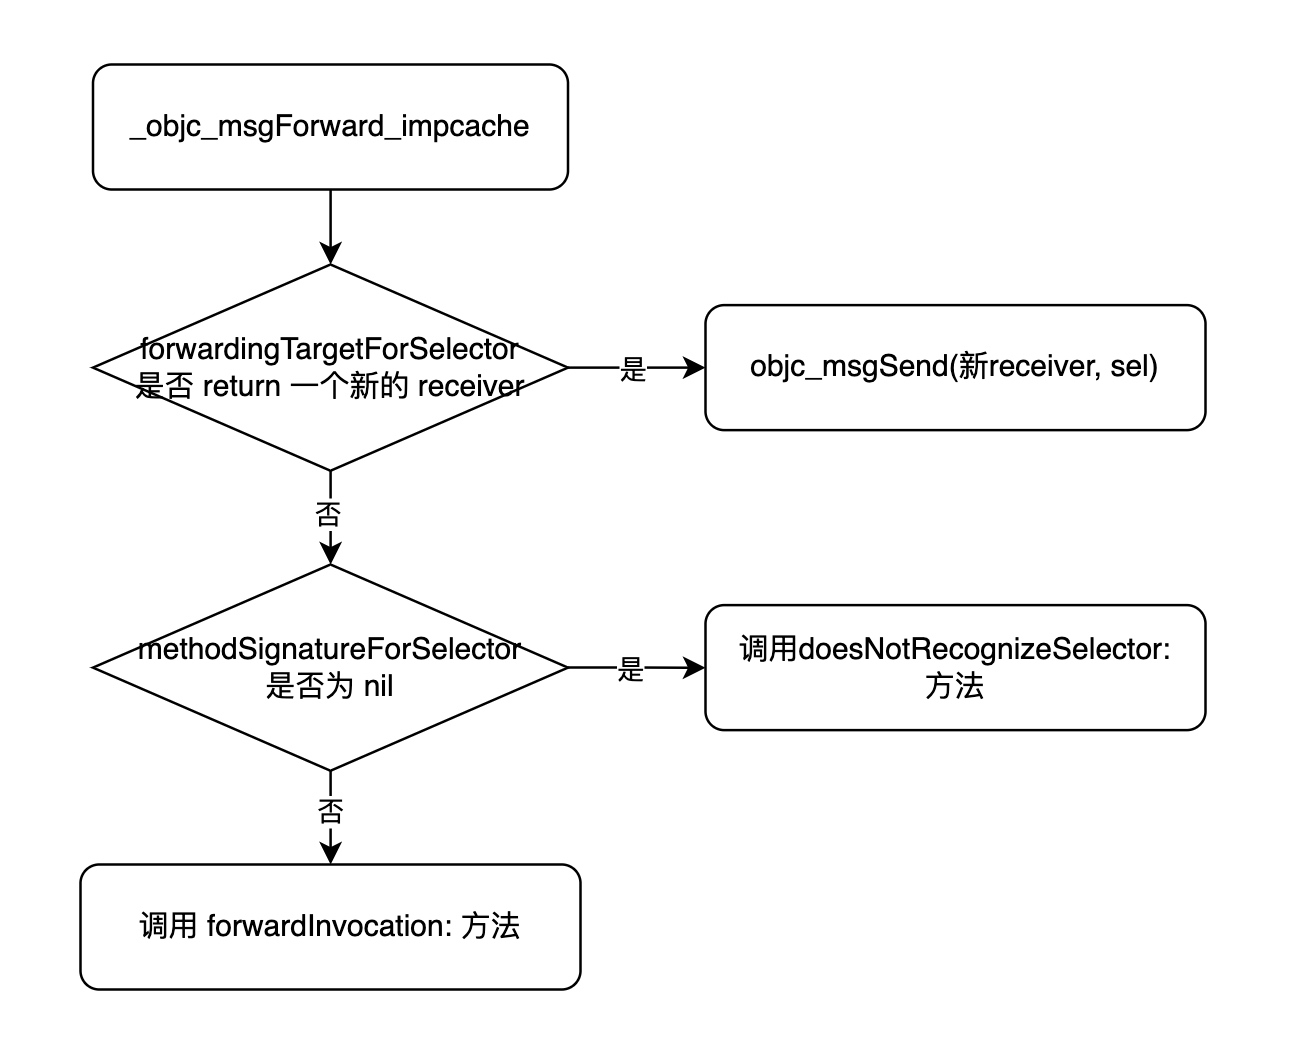 _objc_msgForward_impcache
forwardingTargetForSelector
是否 return 一个新的 receiver
是
objc_msgSend(新receiver, sel)
否
methodSignatureForSelector
是否为 nil
是
调用doesNotRecognizeSelector:
方法
否
调用 forwardInvocation: 方法